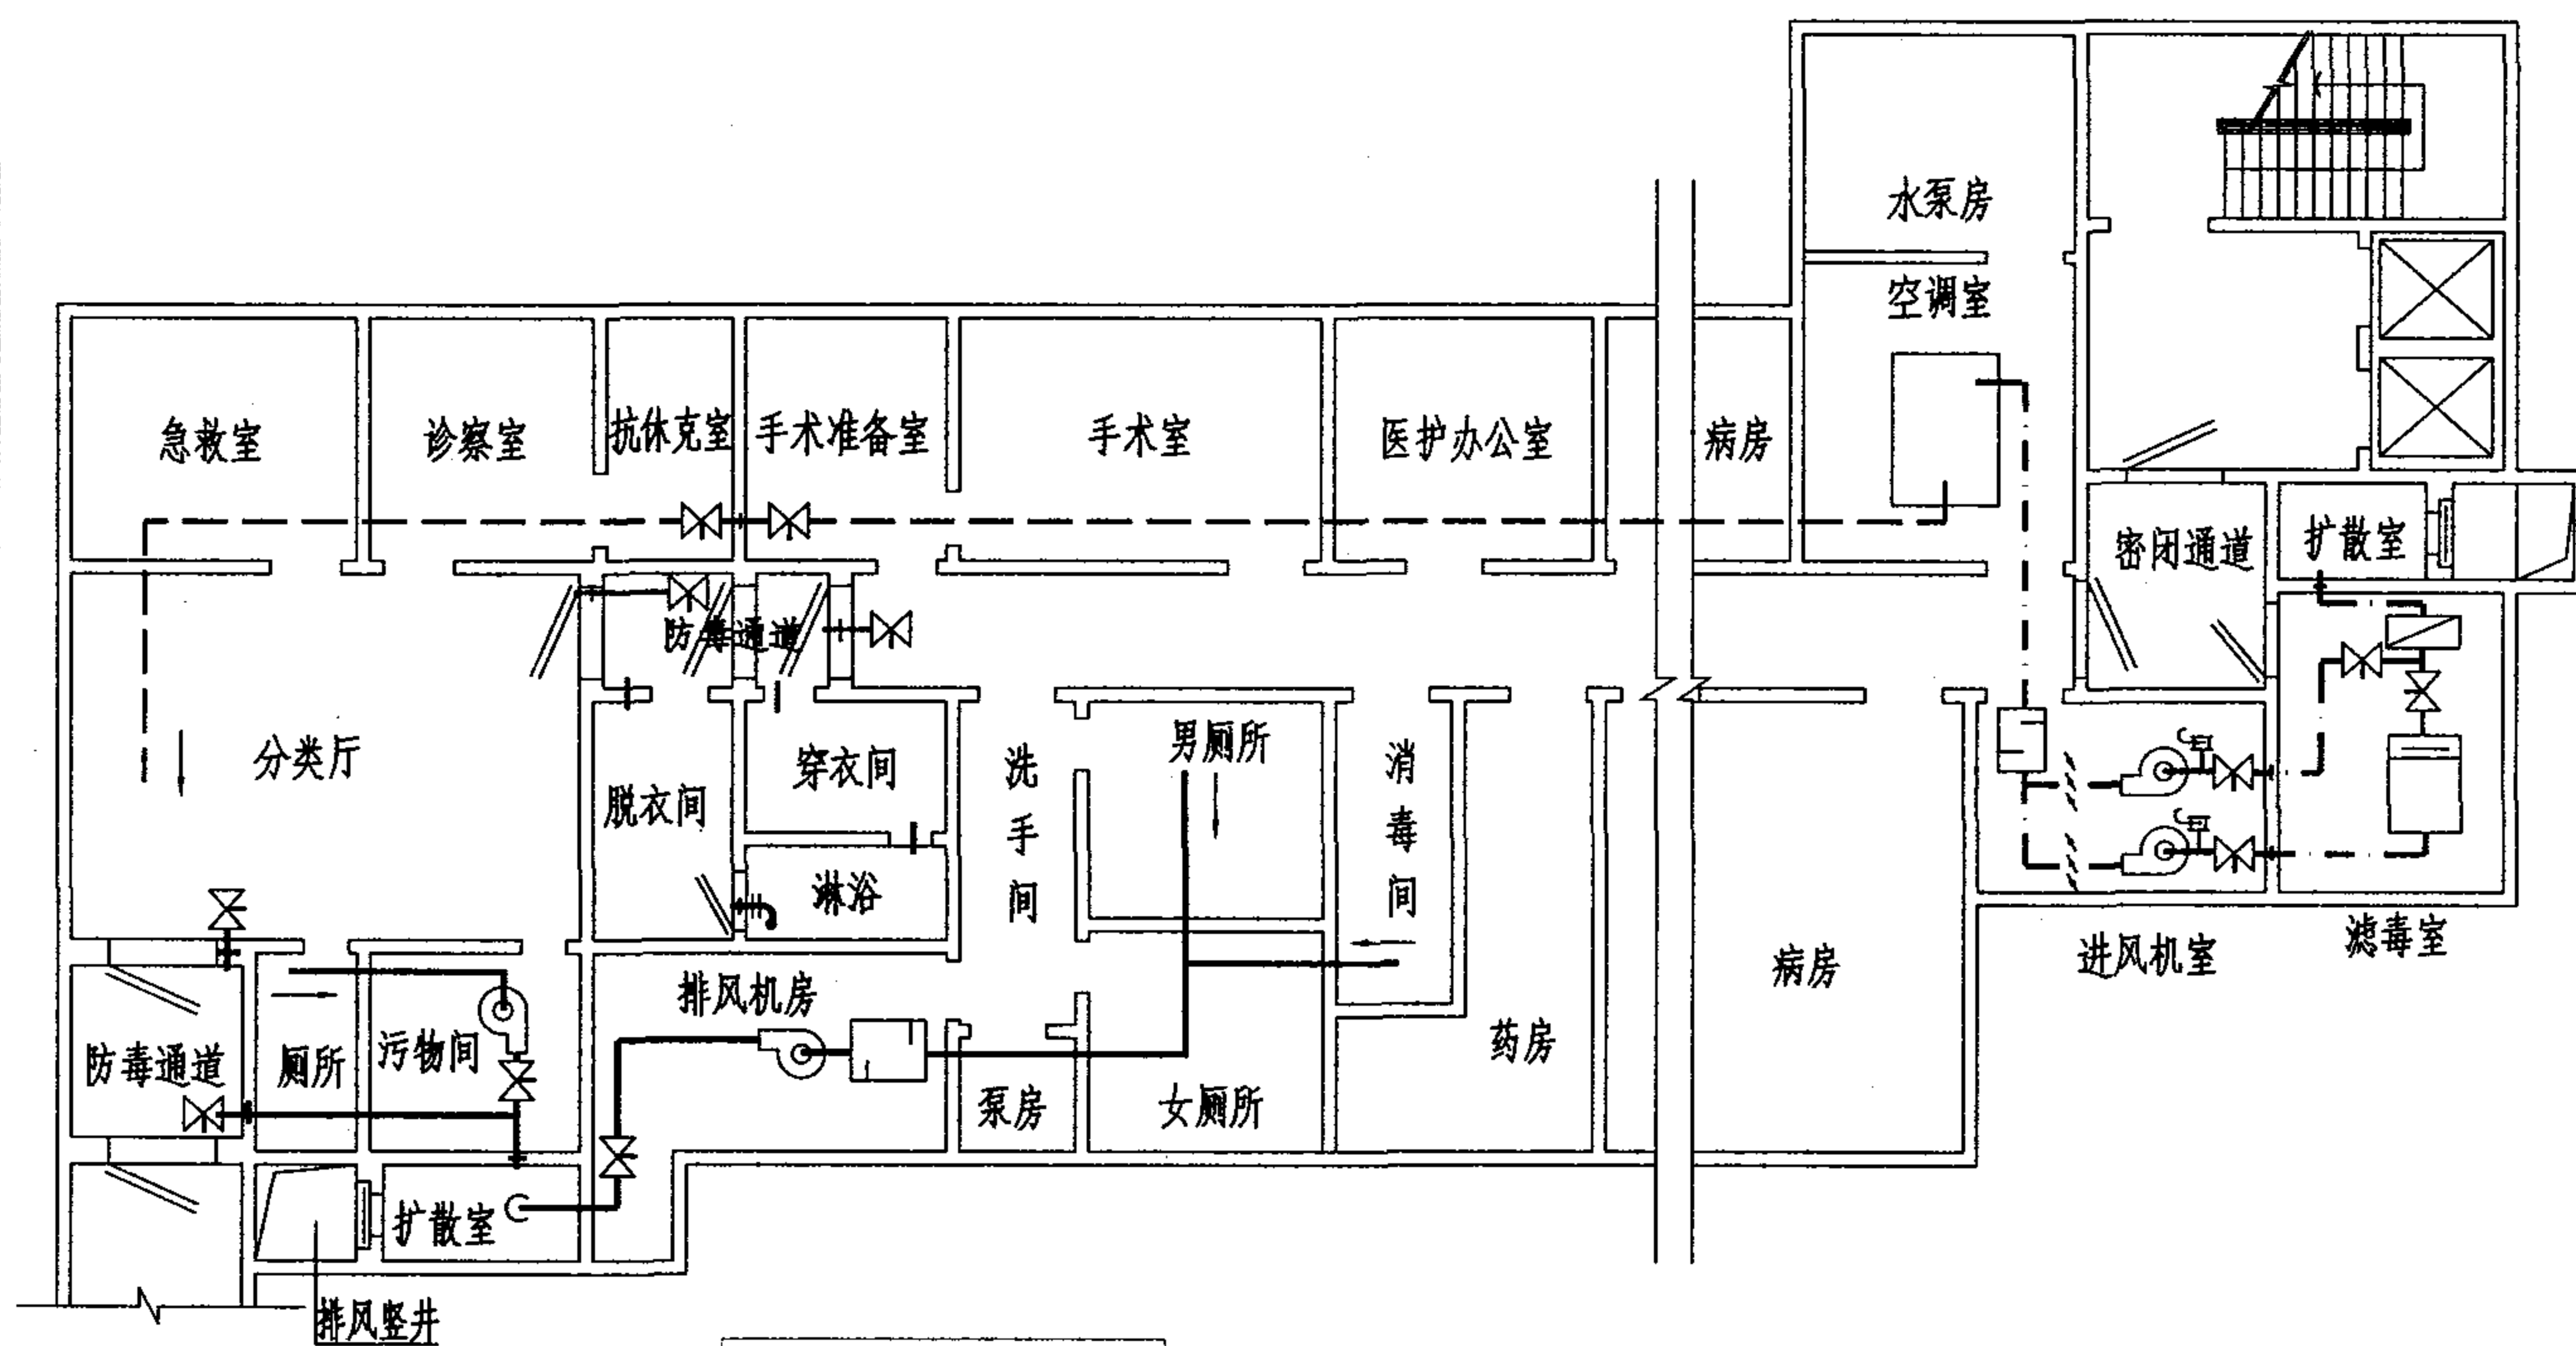 水泵房
空调室
急救室
诊察室
抗休克室
手术准备室
手术室
医护办公室
病房
密闭通道
扩散室
防毒通道
分类厅
脱衣间
穿衣间
淋浴
洗手间
男厕所
消毒间
进风机室
滤毒室
病房
排风机房
防毒通道
厕所
污物间
泵房
女厕所
药房
扩散室
排风竖井